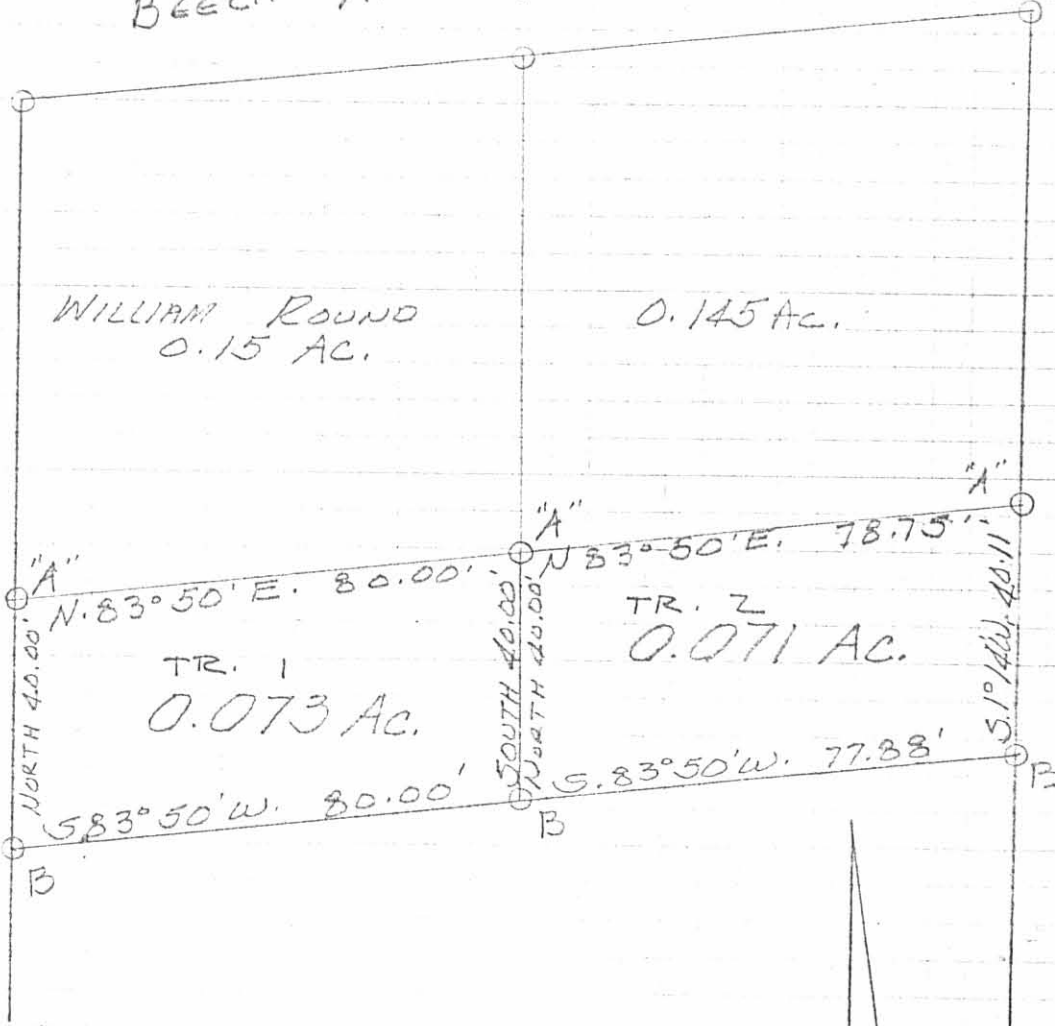 BEECH
WILLIAM ROUND
0.15 AC.
0.145 AC.
"A"
"A"
"A"
N. 83° 50' E. 80.00'
N 83°-50' E. 78.75'
TR. 1
0.073 AC.
TR. 2
0.071 AC.
NORTH 40.00'
SOUTH 40.00'
NORTH 40.00'
S. 1° 14' W. 40.11'
S 83° 50' W. 80.00'
S. 83° 50' W. 77.88'
B
B
B